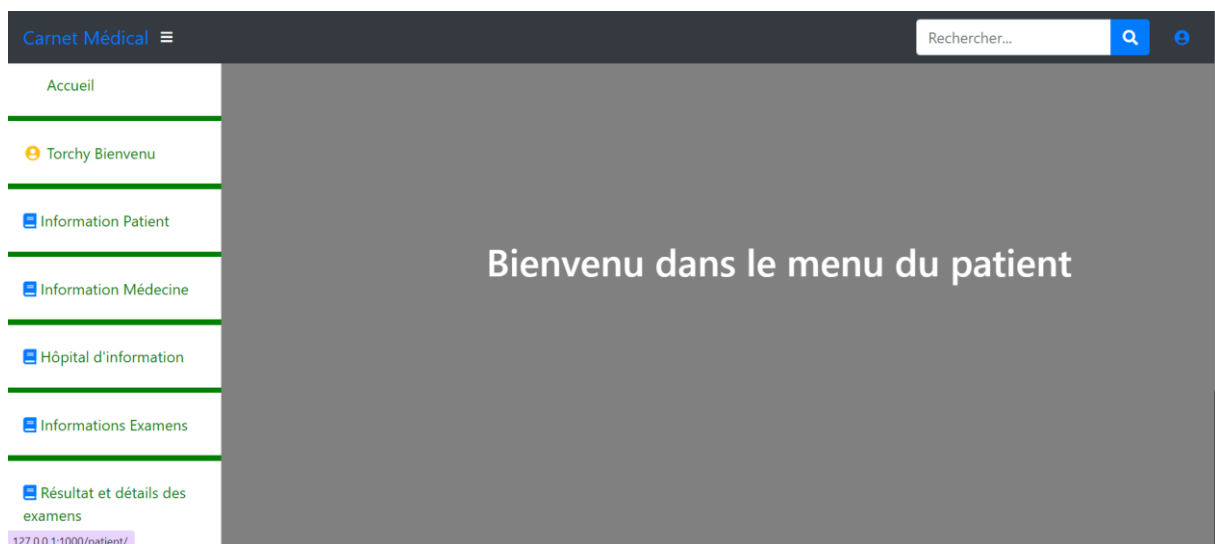 Carnet Médical
Rechercher...
Accueil
Torchy Bienvenu
Information Patient
Information Médecine
Hôpital d'information
Informations Examens
Résultat et détails des
examens
Bienvenu dans le menu du patient
127.0.0.1:1000/patient/